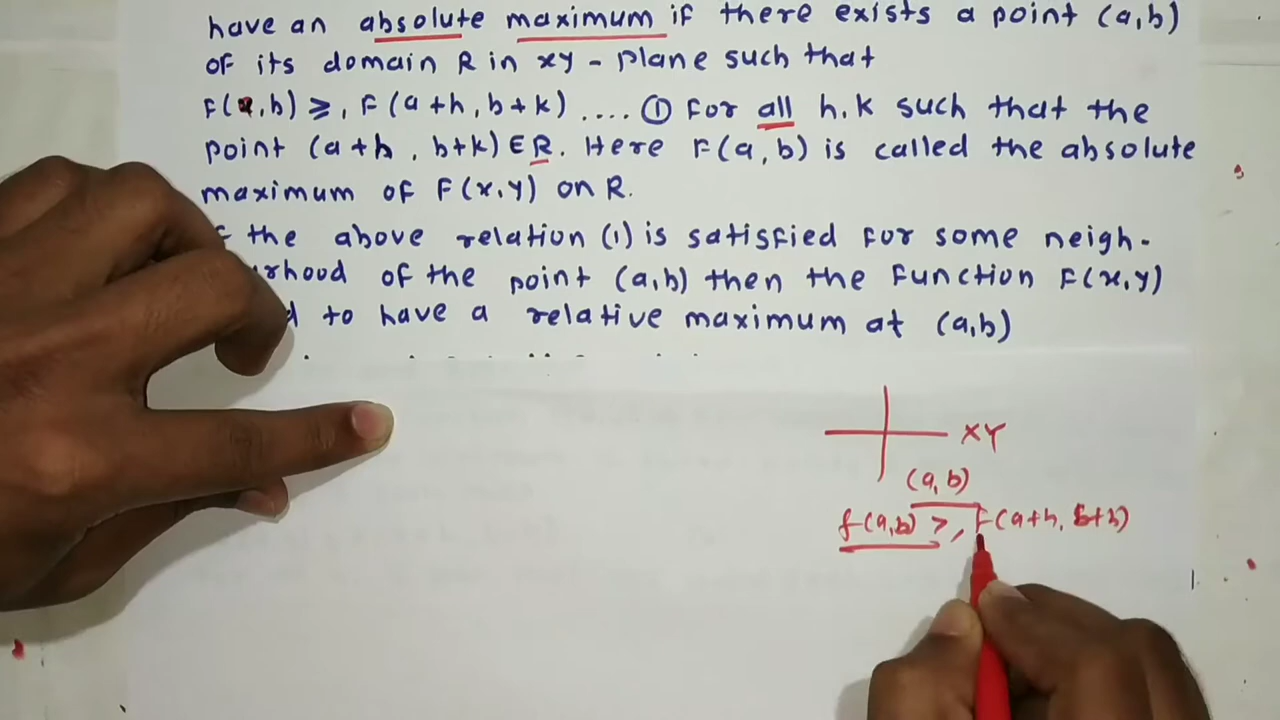 have an absolute maximum if there exists a point (a,b)
of its domain R in xy - plane such that
F(a,b) ⩾ F(a+h, b+k) .... ① For all h.k such that the
point (a+h, b+k) ∈ R. Here F(a,b) is called the absolute
maximum of F(x,y) on R.
the above relation (1) is satisfied for some neigh-
rhood of the point (a,b) then the Function F(x,y)
to have a relative maximum at (a,b)
XY
(a,b)
f(a,b) ⩾ F(a+h, b+h)